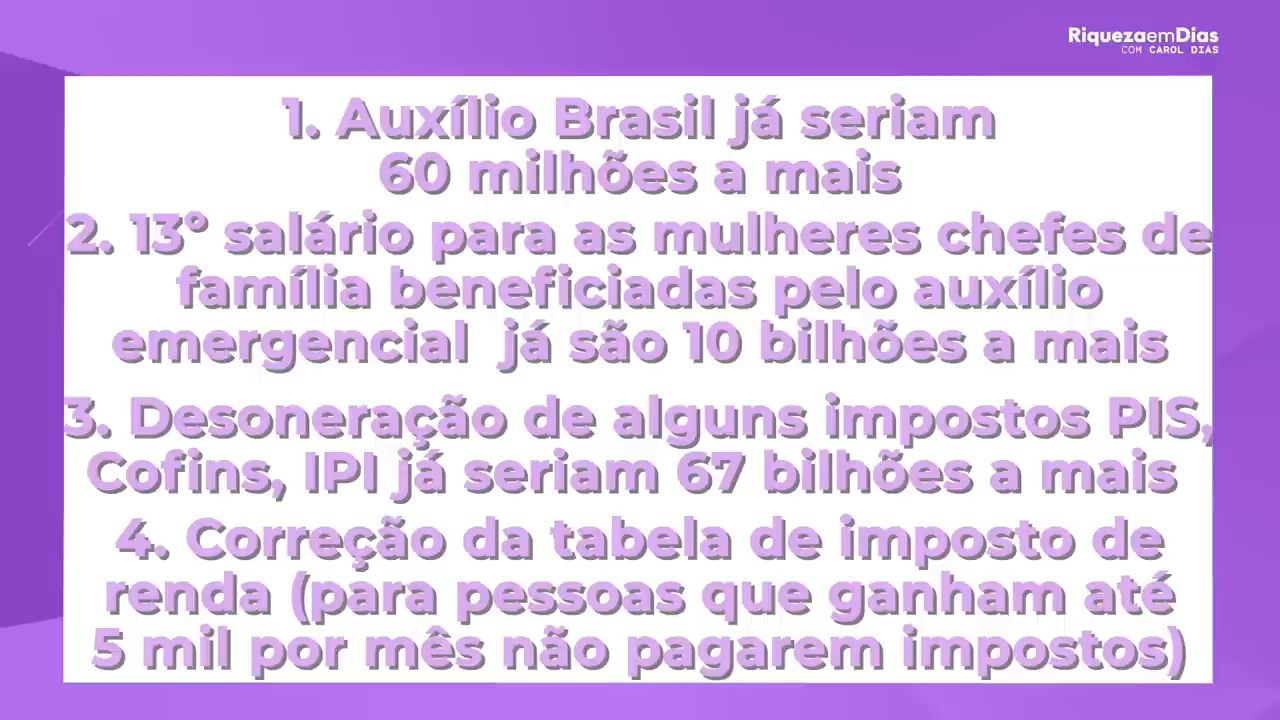 RiquezaemDias
COM CAROL DIAS
1. Auxílio Brasil já seriam
60 milhões a mais
2. 13º salário para as mulheres chefes de
família beneficiadas pelo auxílio
emergencial já são 10 bilhões a mais
3. Desoneração de alguns impostos PIS,
Cofins, IPI já seriam 67 bilhões a mais
4. Correção da tabela de imposto de
renda (para pessoas que ganham até
5 mil por mês não pagarem impostos)